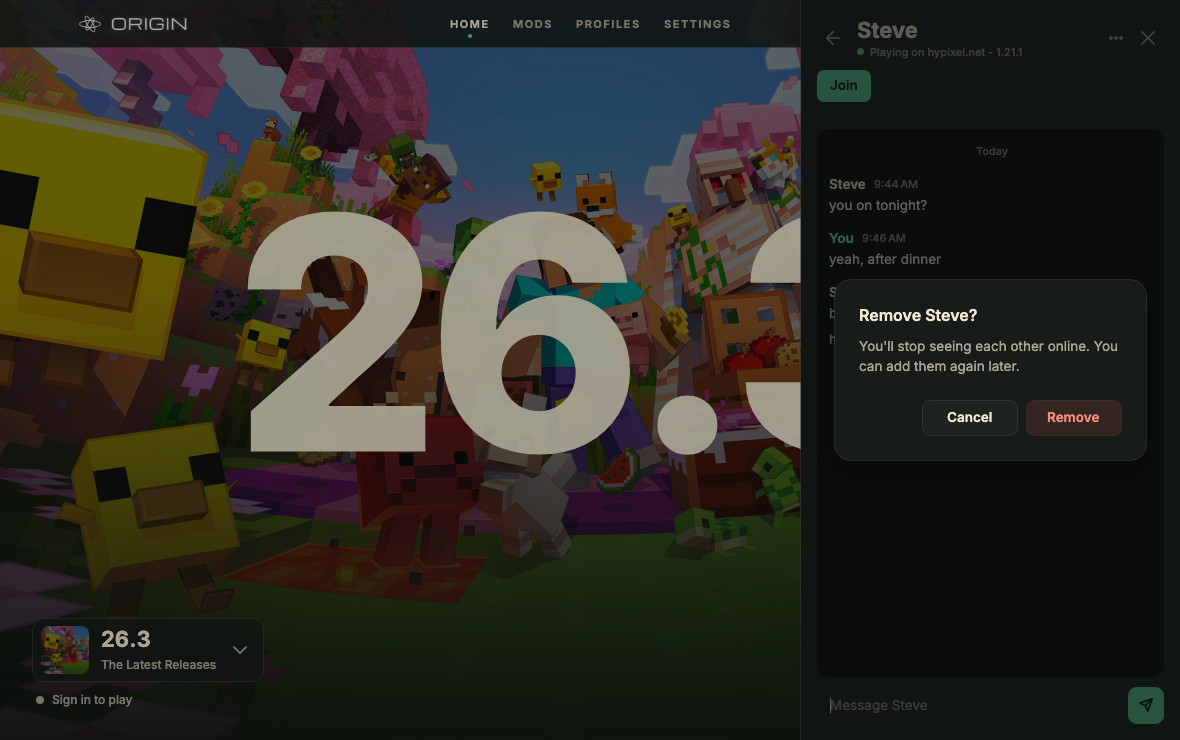 ORIGIN
HOME
MODS
PROFILES
SETTINGS
Steve
Playing on hypixel.net - 1.21.1
Join
Today
Steve 9:44 AM
you on tonight?
You 9:46 AM
yeah, after dinner
Remove Steve?
You'll stop seeing each other online. You
can add them again later.
Cancel
Remove
26.3
26.3
The Latest Releases
Sign in to play
Message Steve